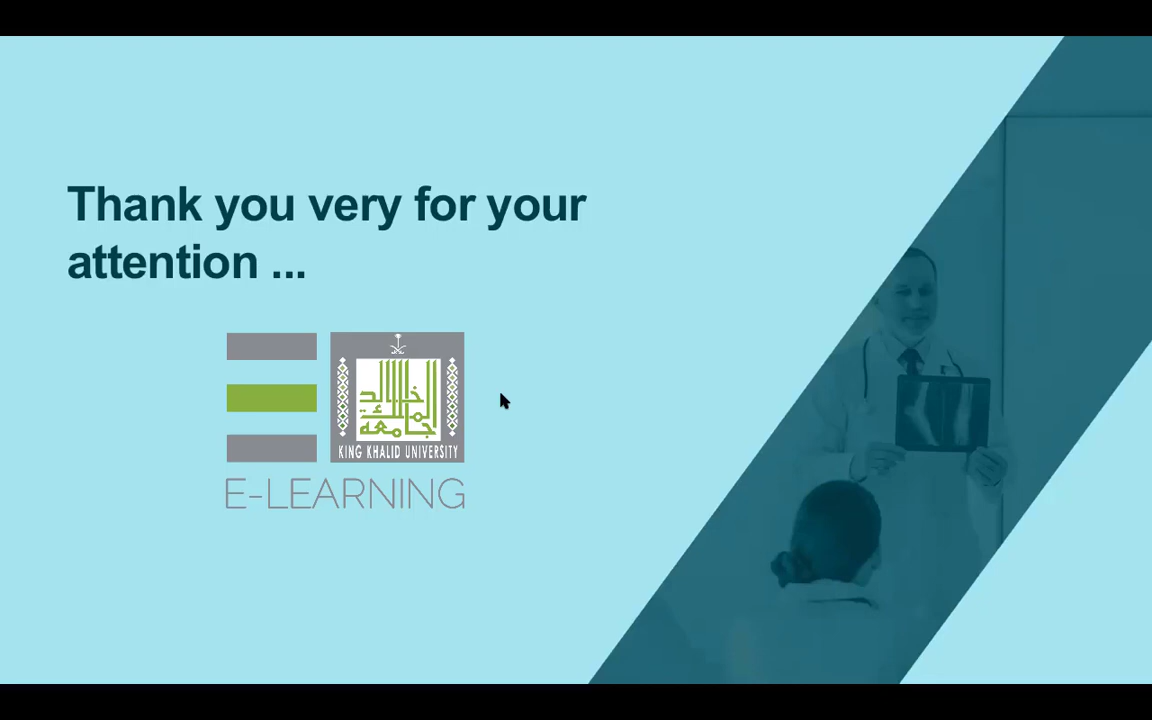 Thank you very for your
attention ...
جامعة
الملك
خالد
KING KHALID UNIVERSITY
E-LEARNING